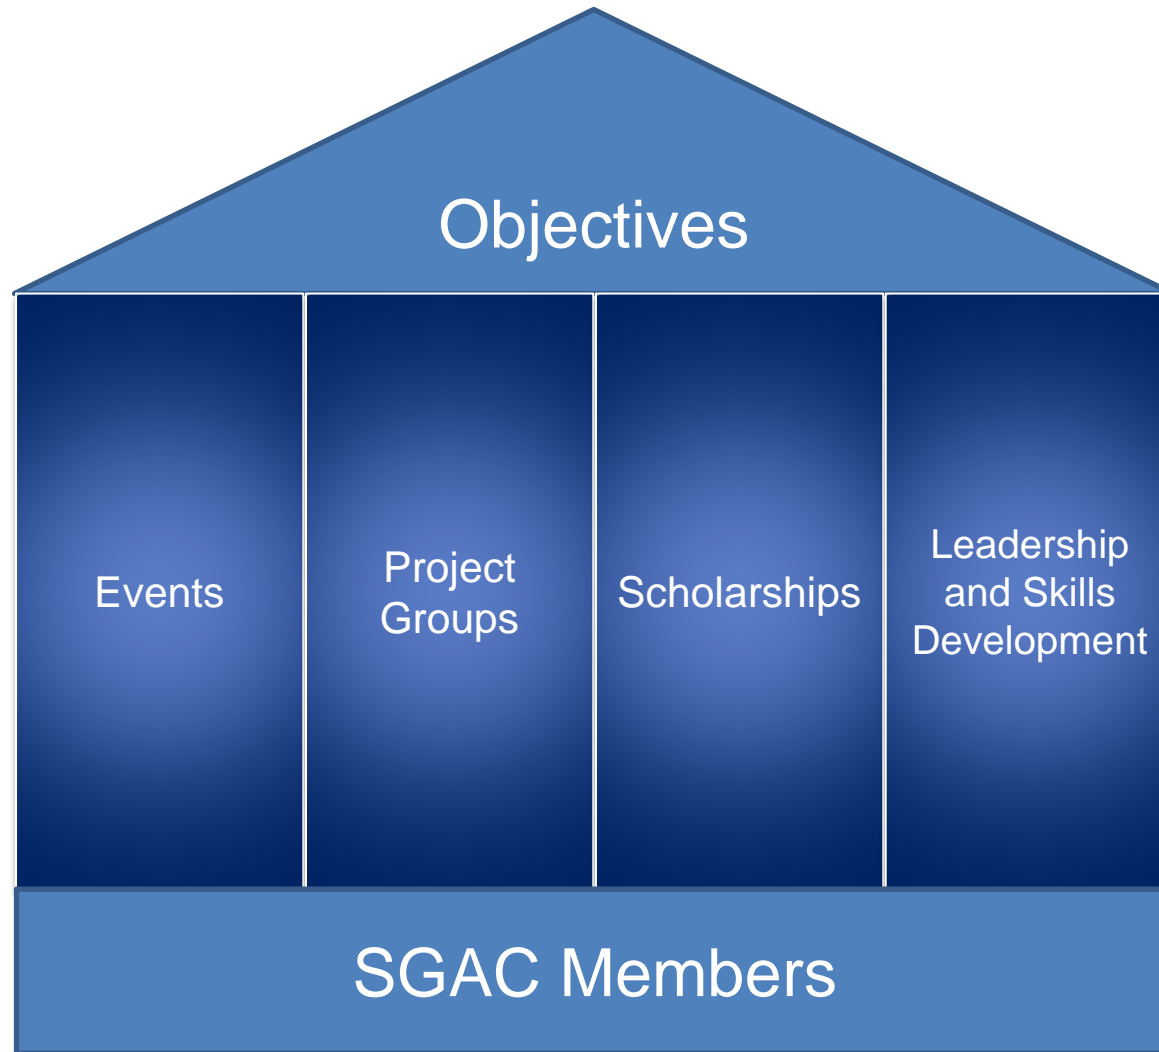 Objectives
Events
Project
Groups
Scholarships
Leadership
and Skills
Development
SGAC Members